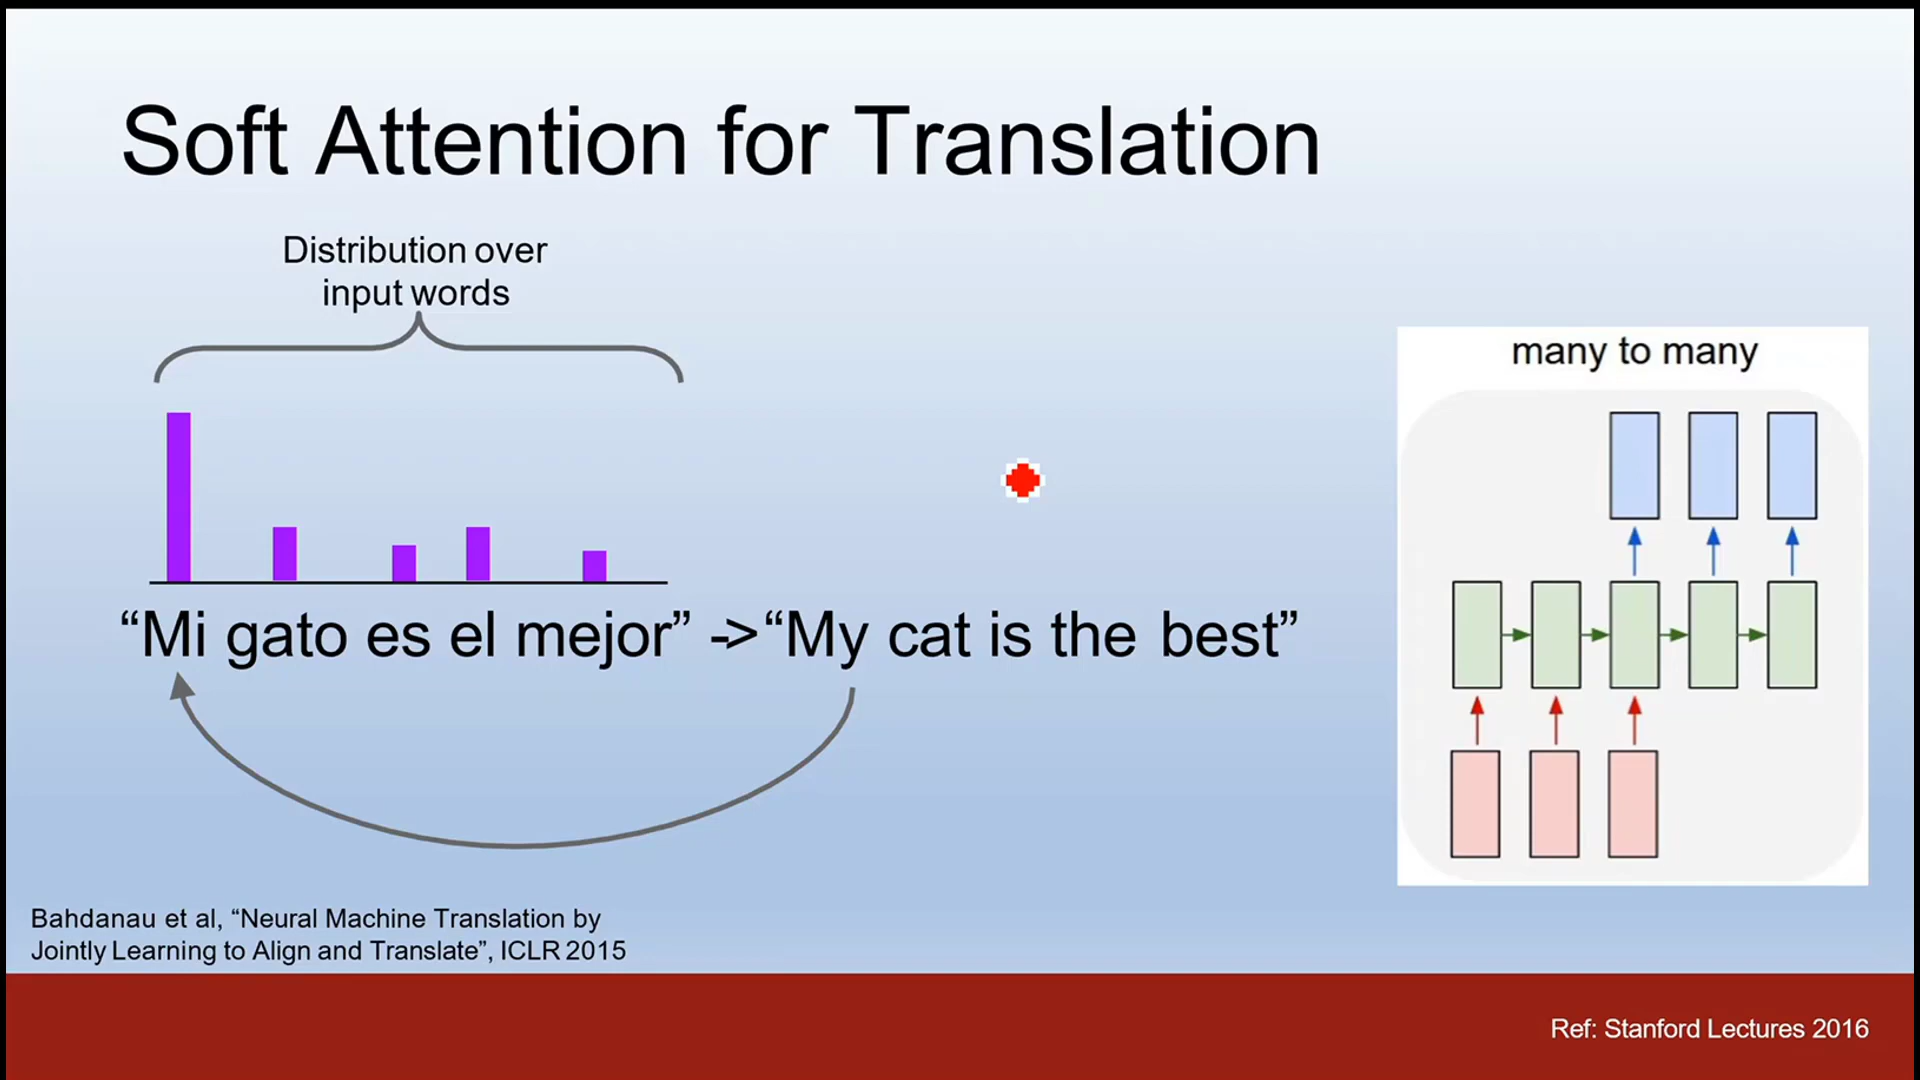 Soft Attention for Translation
Distribution over
input words
“Mi gato es el mejor” -> “My cat is the best”
many to many
Bahdanau et al, “Neural Machine Translation by
Jointly Learning to Align and Translate”, ICLR 2015
Ref: Stanford Lectures 2016